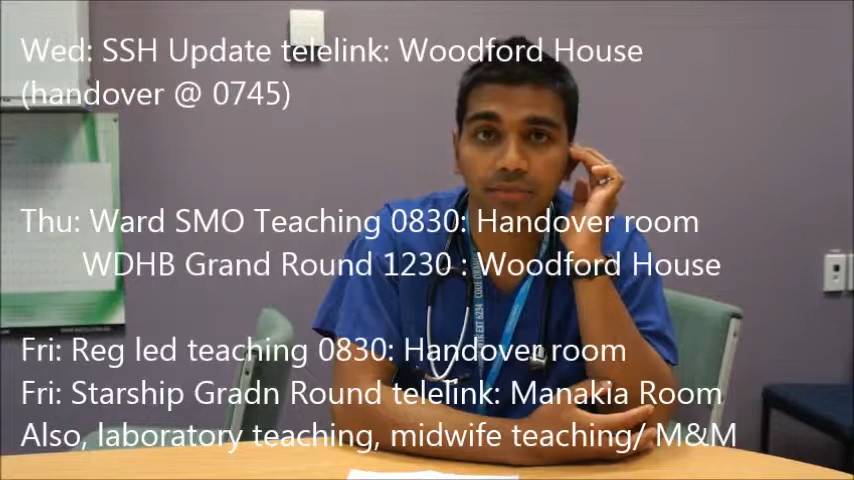 Wed: SSH Update telelink: Woodford House
(handover @ 0745)
Thu: Ward SMO Teaching 0830: Handover room
WDHB Grand Round 1230 : Woodford House
Fri: Reg led teaching 0830: Handover room
Fri: Starship Gradn Round telelink: Manakia Room
Also, laboratory teaching, midwife teaching/ M&M